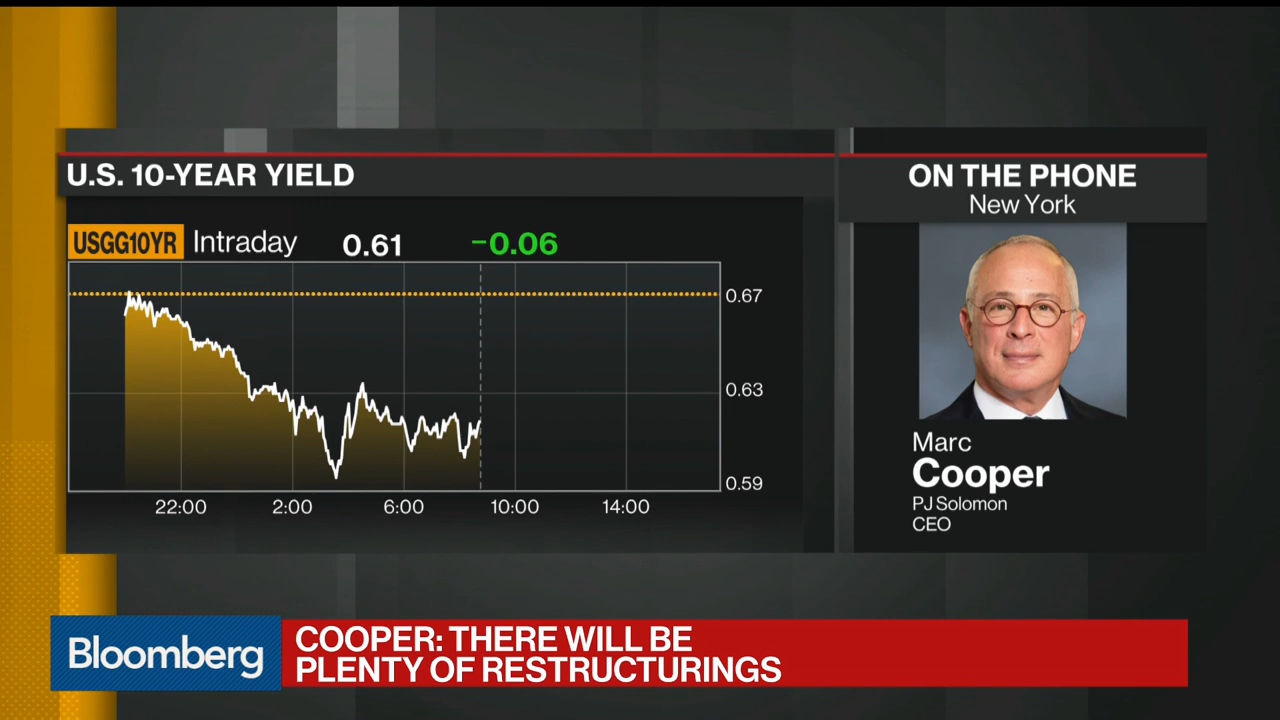 U.S. 10-YEAR YIELD
USGG10YR Intraday 0.61 -0.06
0.67
0.63
0.59
22:00 2:00 6:00 10:00 14:00
ON THE PHONE
New York
Marc
Cooper
PJ Solomon
CEO
Bloomberg
COOPER: THERE WILL BE
PLENTY OF RESTRUCTURINGS